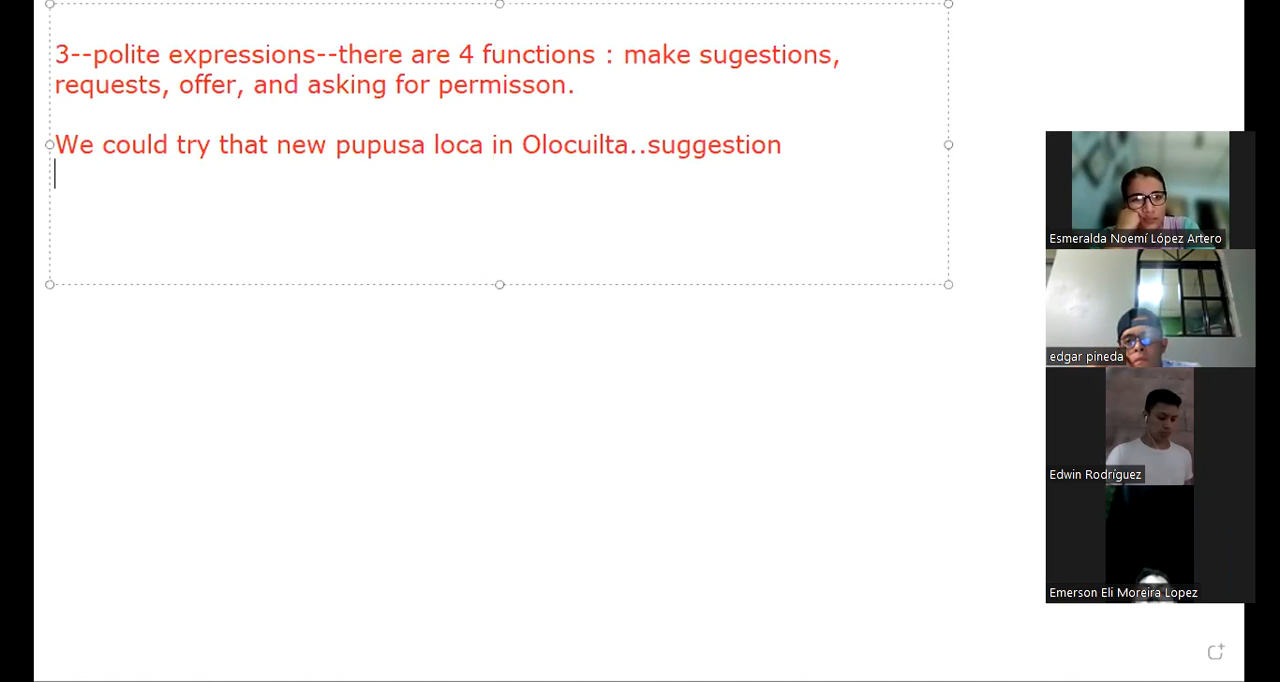 3--polite expressions--there are 4 functions : make sugestions,
requests, offer, and asking for permisson.
We could try that new pupusa loca in Olocuilta..suggestion
Esmeralda Noemí López Artero
edgar pineda
Edwin Rodríguez
Emerson Eli Moreira Lopez